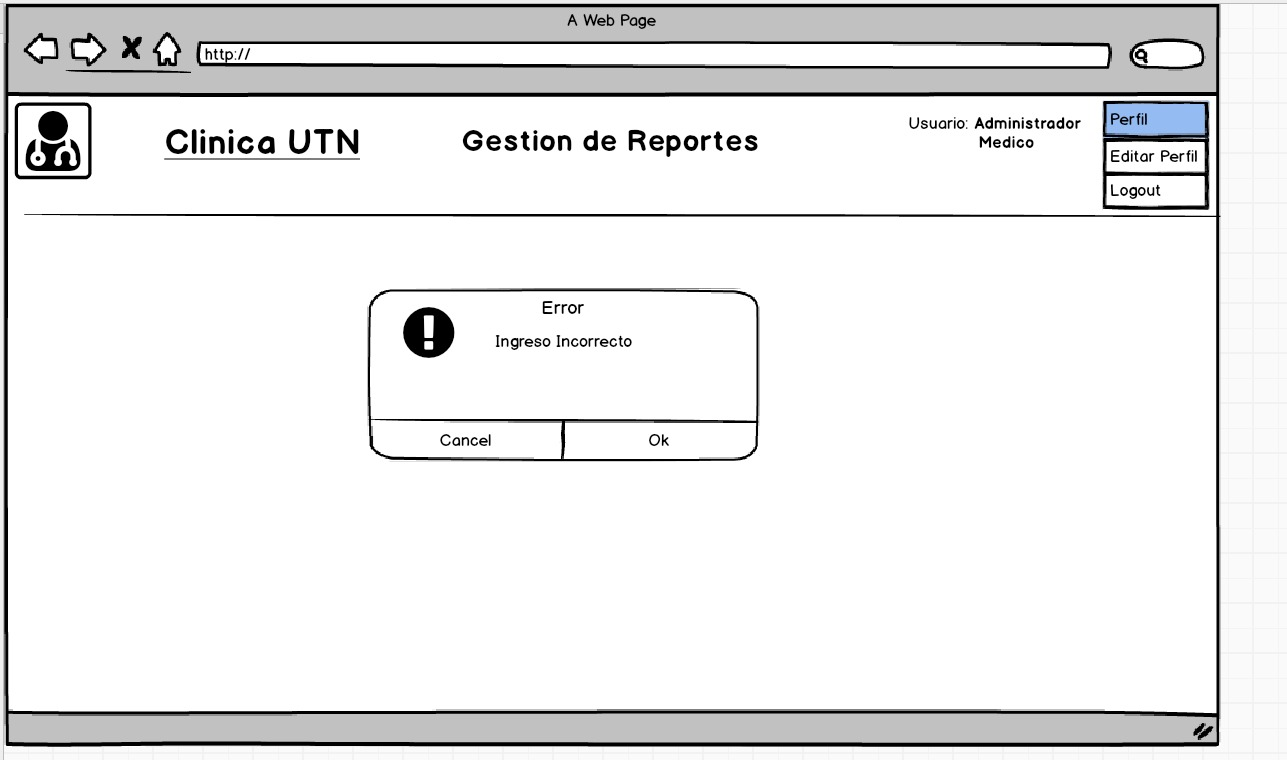 A Web Page
http://
Clinica UTN
Gestion de Reportes
Usuario: Administrador
Medico
Perfil
Editar Perfil
Logout
Error
Ingreso Incorrecto
Cancel
Ok